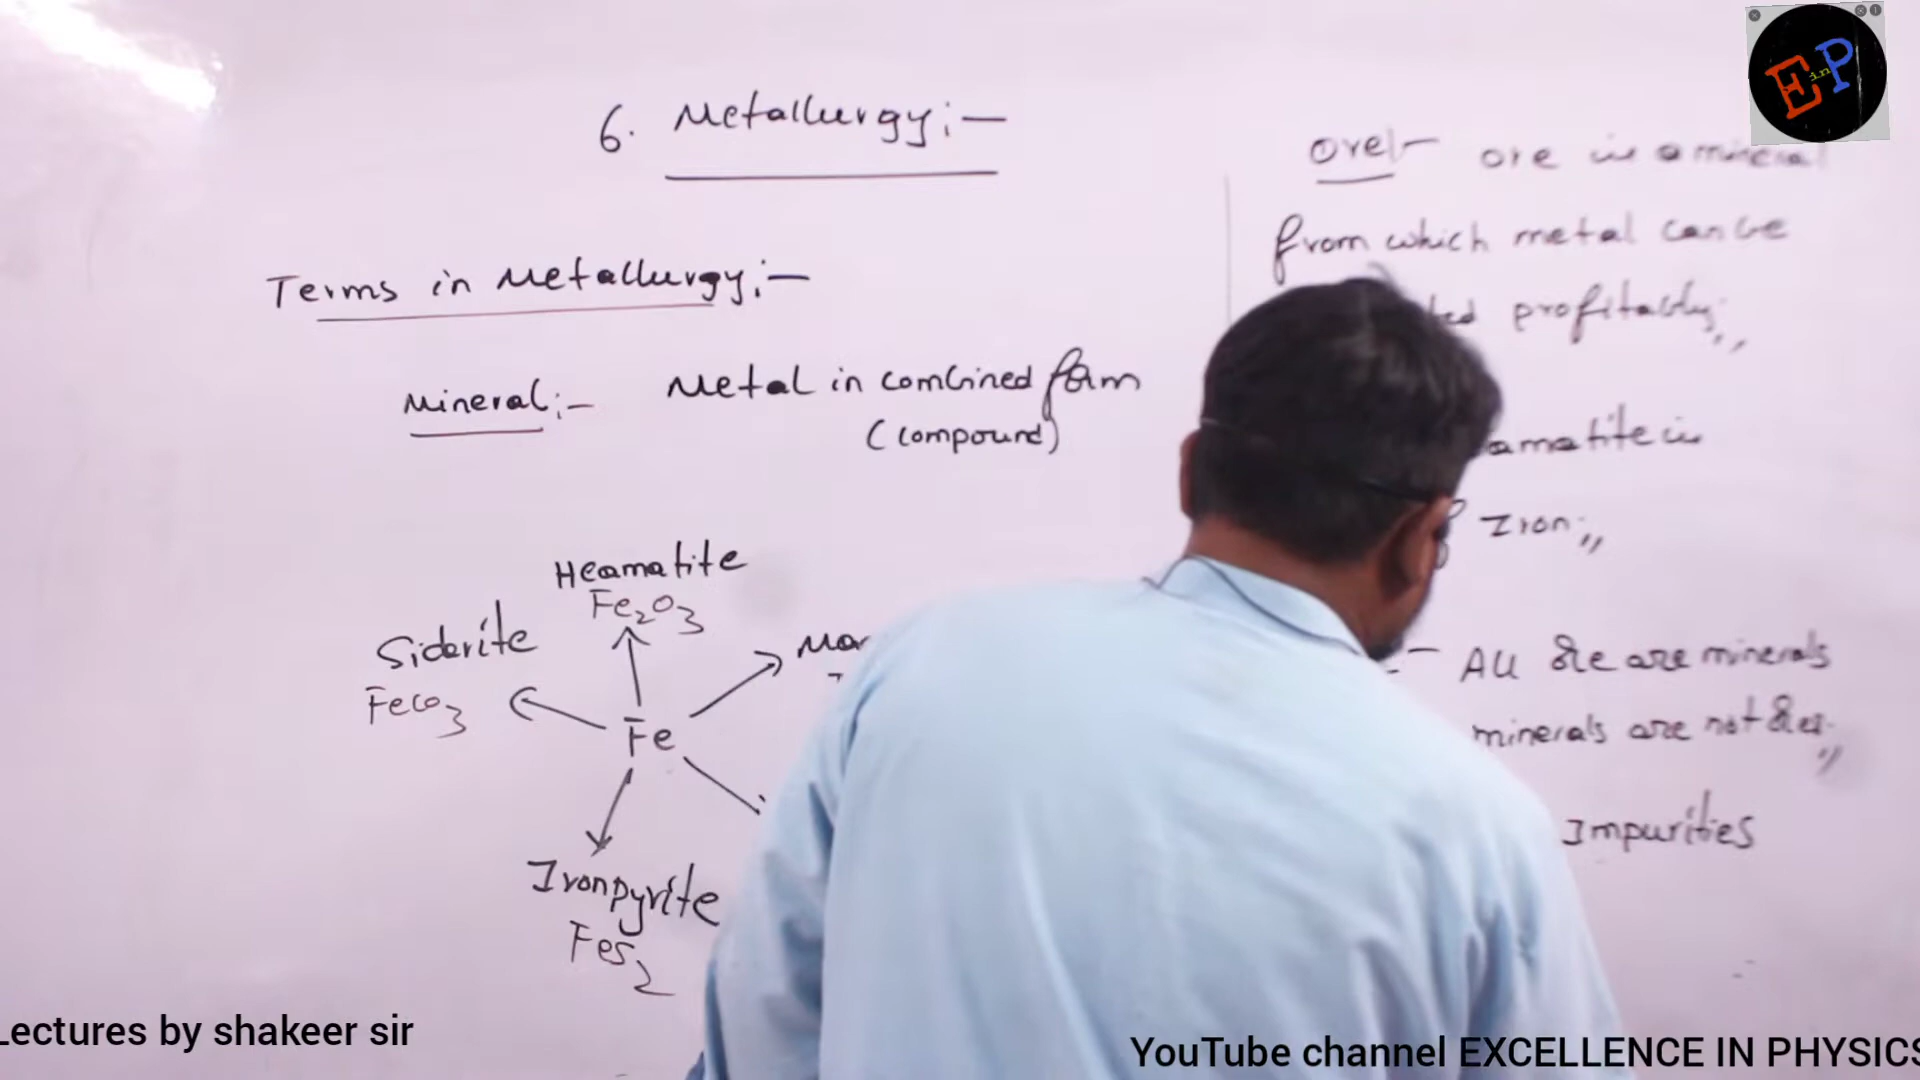 6. Metallurgy :-
Terms in Metallurgy :-
Mineral :- Metal in combined form
(compound)
Heamatite
Fe2O3
Siderite
FeCO3
Fe
Ironpyrite
FeS2
Ore :- ore is a mineral
from which metal can be
profitably,,
is
Iron,,
- All ore are minerals
minerals are not ores.,,
Impurities
E in P
Lectures by shakeer sir
YouTube channel EXCELLENCE IN PHYSICS